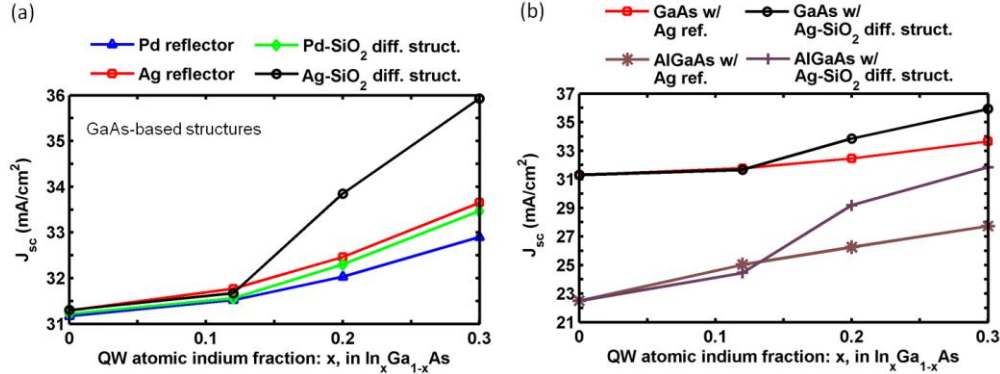 (a)
Pd reflector
Pd-SiO₂ diff. struct.
Ag reflector
Ag-SiO₂ diff. struct.
36
35
34
33
32
31
GaAs-based structures
J_sc (mA/cm²)
0
0.1
0.2
0.3
QW atomic indium fraction: x, in In_xGa_1-xAs
(b)
GaAs w/
Ag ref.
GaAs w/
Ag-SiO₂ diff. struct.
AlGaAs w/
Ag ref.
AlGaAs w/
Ag-SiO₂ diff. struct.
37
35
33
31
29
27
25
23
21
J_sc (mA/cm²)
0
0.1
0.2
0.3
QW atomic indium fraction: x, in In_xGa_1-xAs